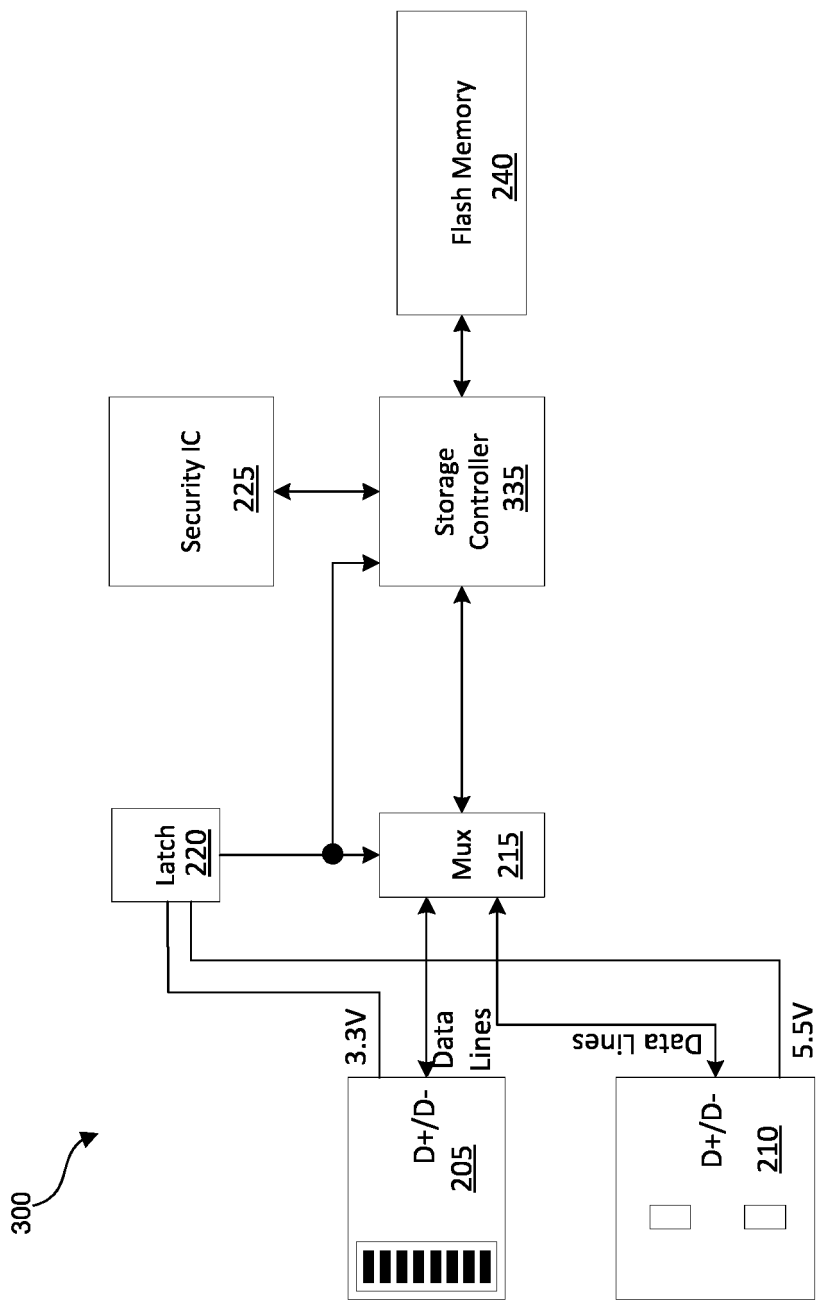 300
3.3V
D+/D-
205
Data
Lines
Data Lines
D+/D-
210
5.5V
Latch
220
Mux
215
Security IC
225
Storage
Controller
335
Flash Memory
240